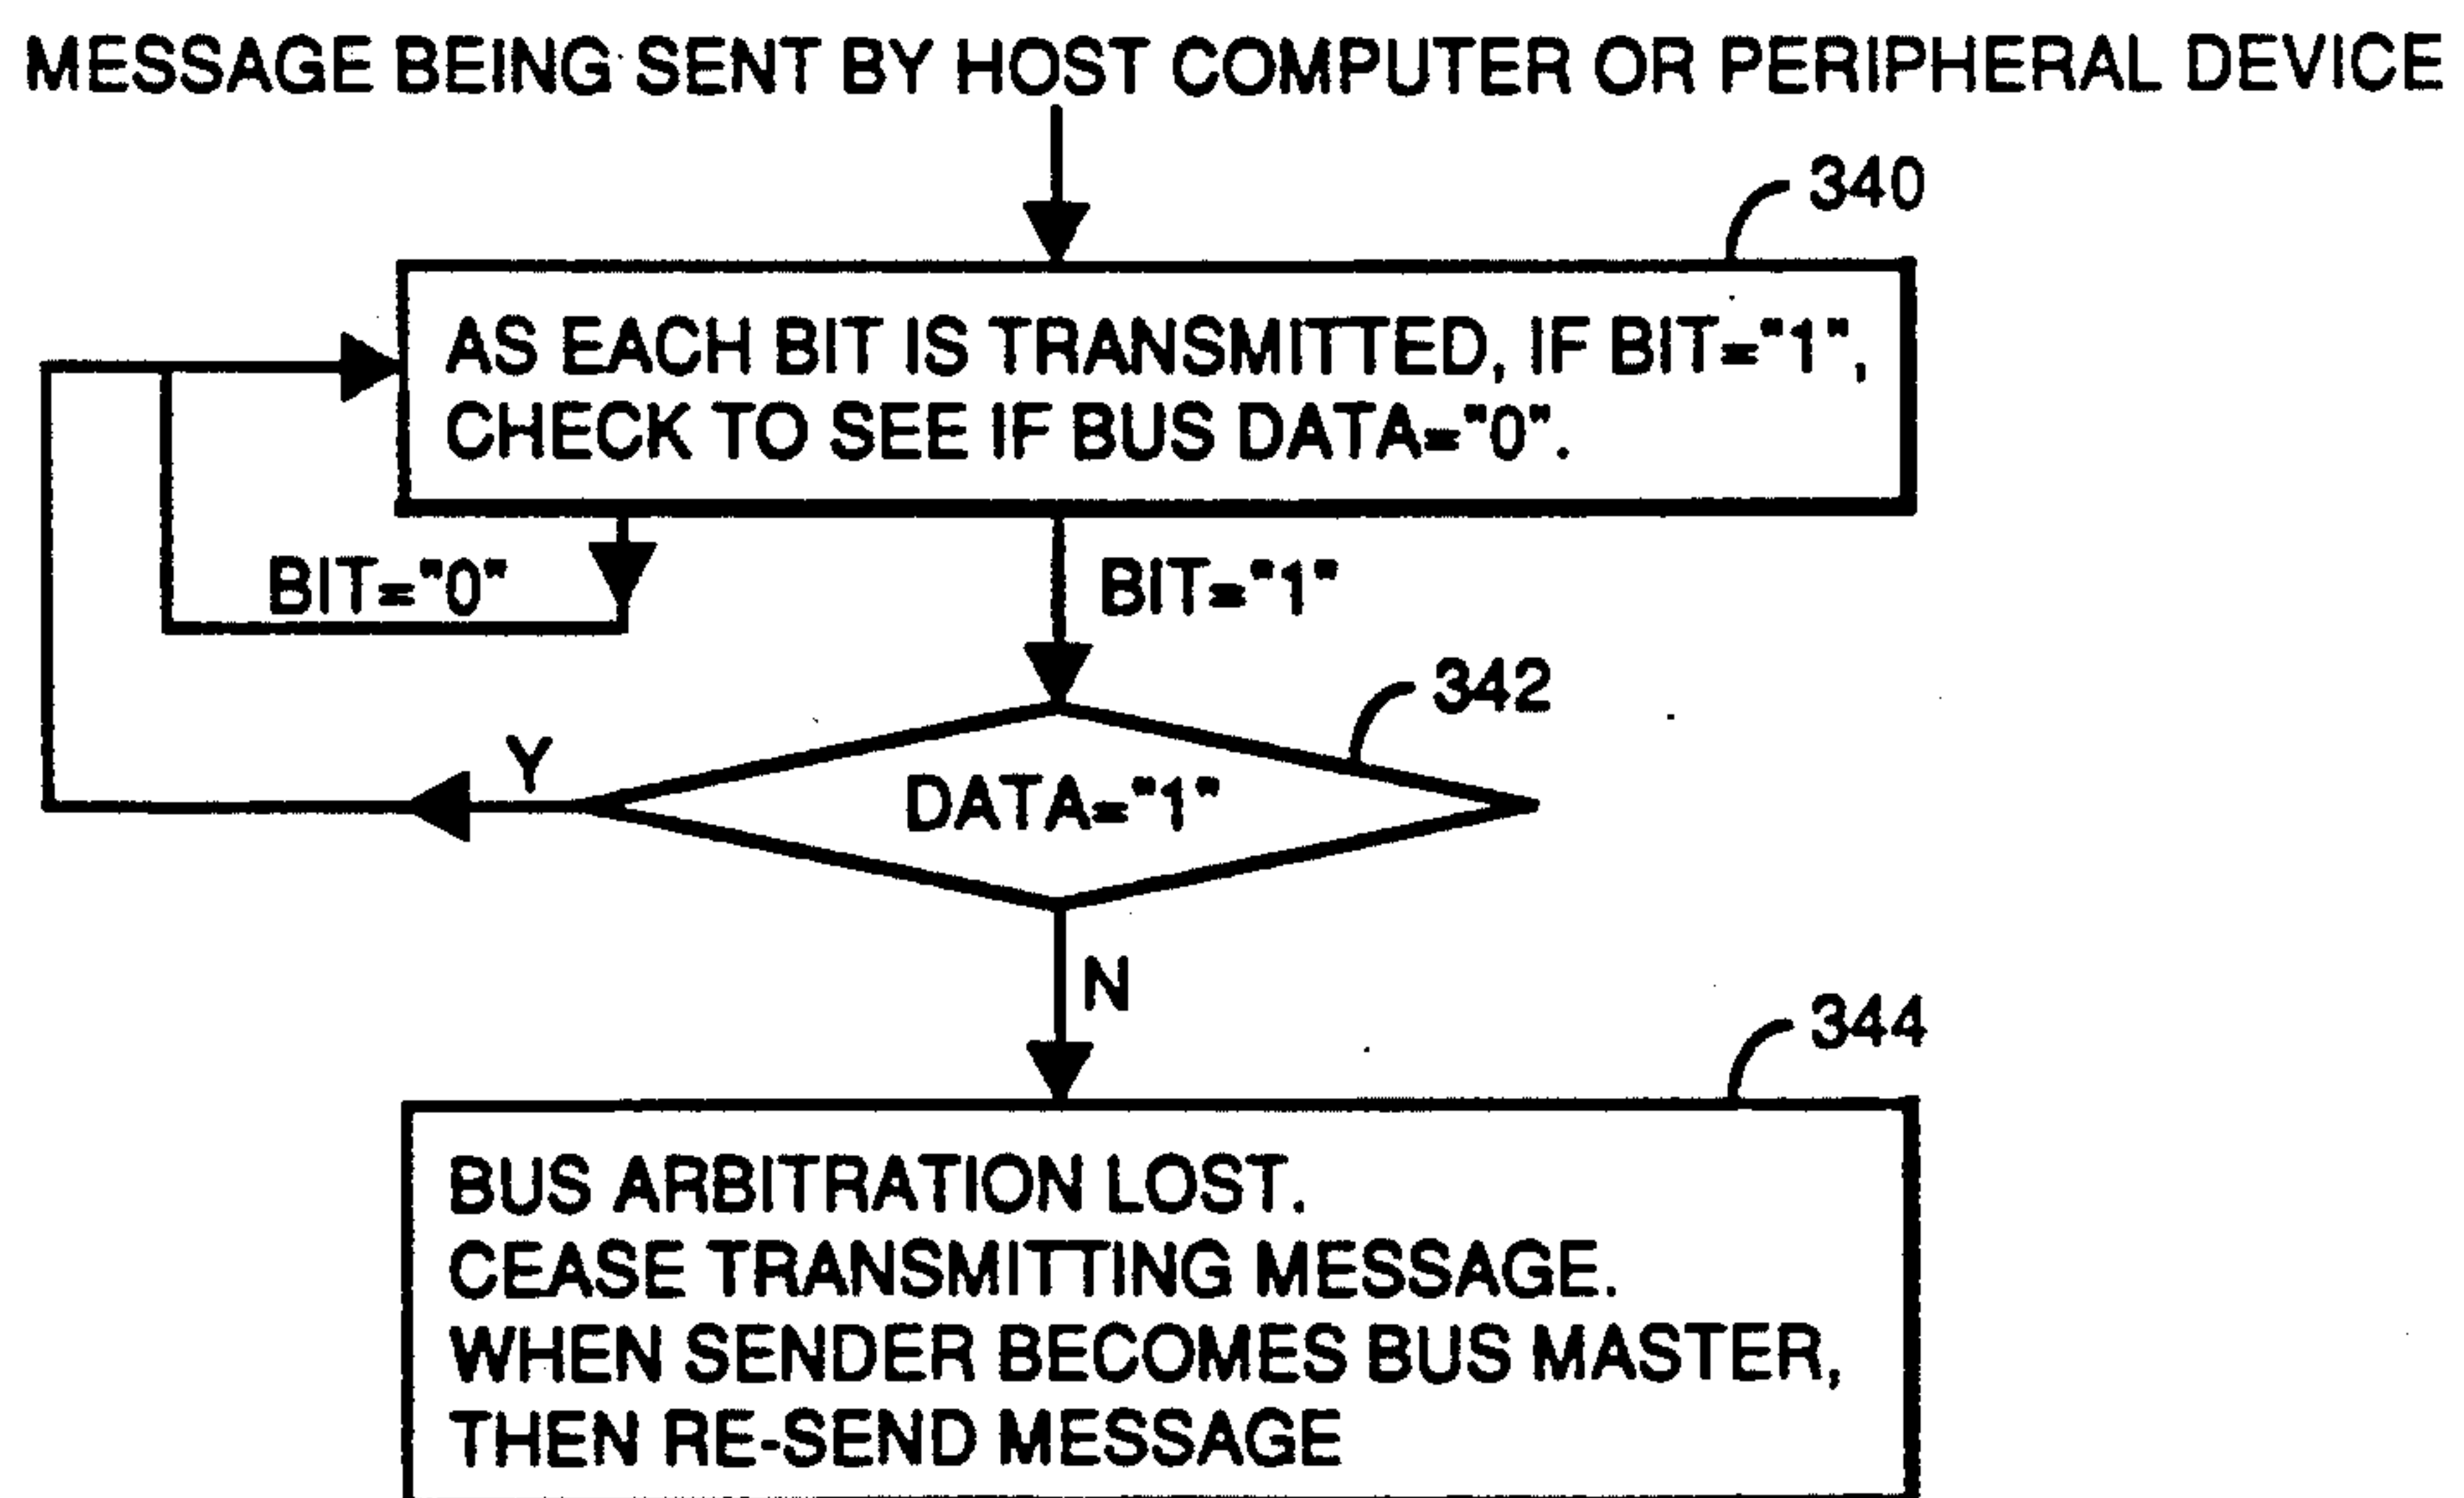 MESSAGE BEING SENT BY HOST COMPUTER OR PERIPHERAL DEVICE
340
AS EACH BIT IS TRANSMITTED, IF BIT="1",
CHECK TO SEE IF BUS DATA="0".
BIT="0"
BIT="1"
342
Y
DATA="1"
N
344
BUS ARBITRATION LOST.
CEASE TRANSMITTING MESSAGE.
WHEN SENDER BECOMES BUS MASTER,
THEN RE-SEND MESSAGE